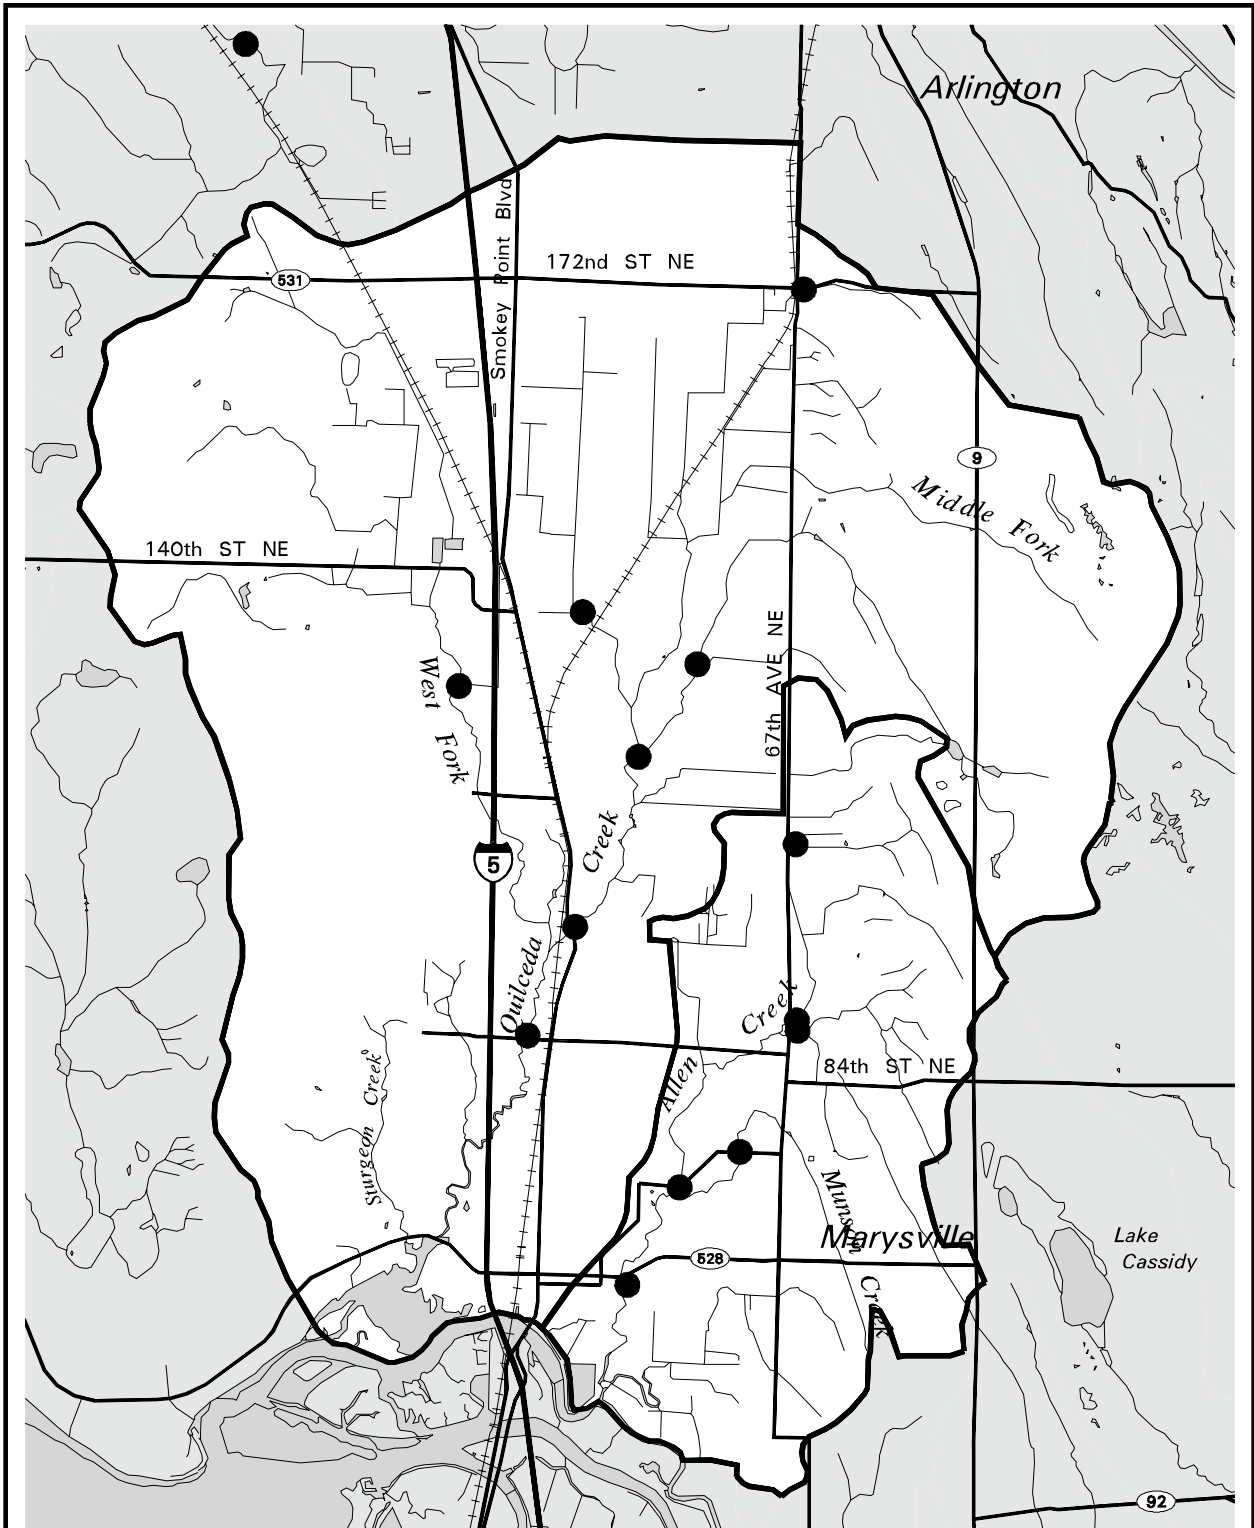 Arlington
Smokey Point Blvd
172nd ST NE
531
9
Middle Fork
140th ST NE
67th AVE NE
West Fork
Creek
5
Quilceda
Creek
84th ST NE
Allen
Sturgeon Creek
Munson
Marysville
Lake
Cassidy
528
Creek
92